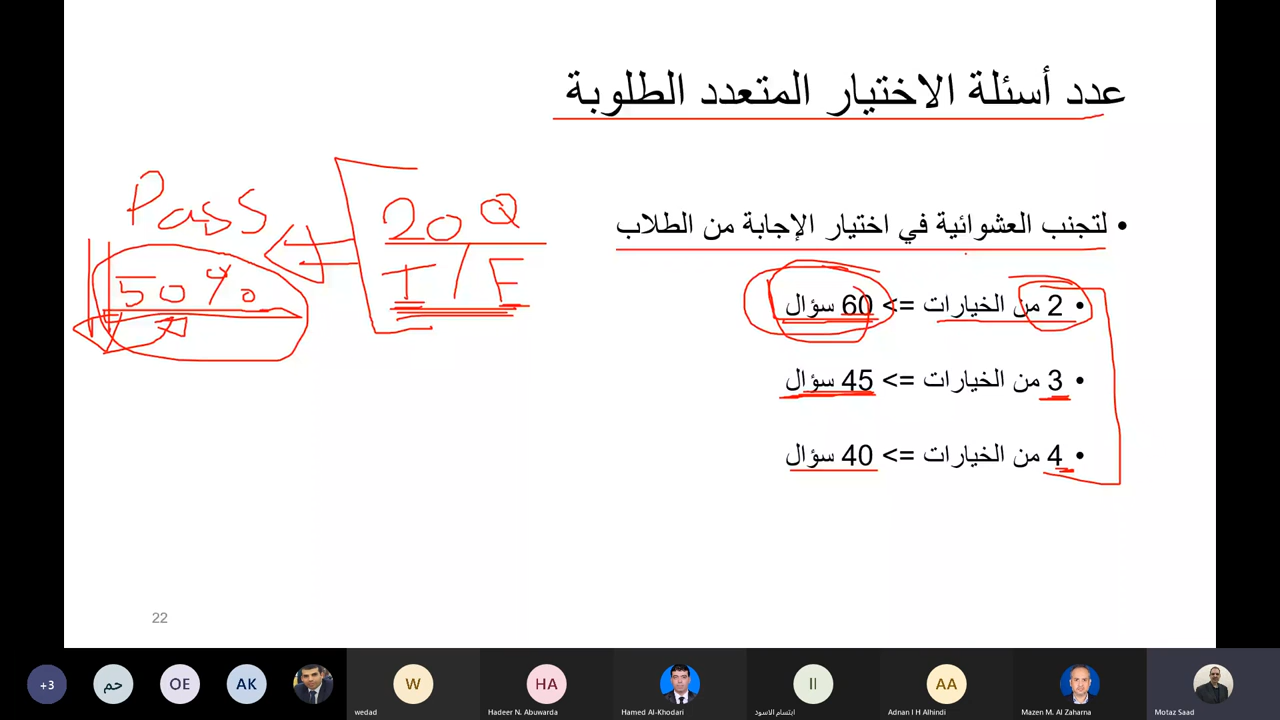 عدد أسئلة الاختيار المتعدد الطلوبة
• لتجنب العشوائية في اختيار الإجابة من الطلاب
• 2 من الخيارات => 60 سؤال
• 3 من الخيارات => 45 سؤال
• 4 من الخيارات => 40 سؤال
20 Q
T/F
Pass
50%
22
+3
حم
OE
AK
W
wedad
HA
Hadeer N. Abuwarda
Hamed Al-Khodari
II
ابتسام الاسود
AA
Adnan I H Alhindi
Mazen M. Al Zaharna
Motaz Saad